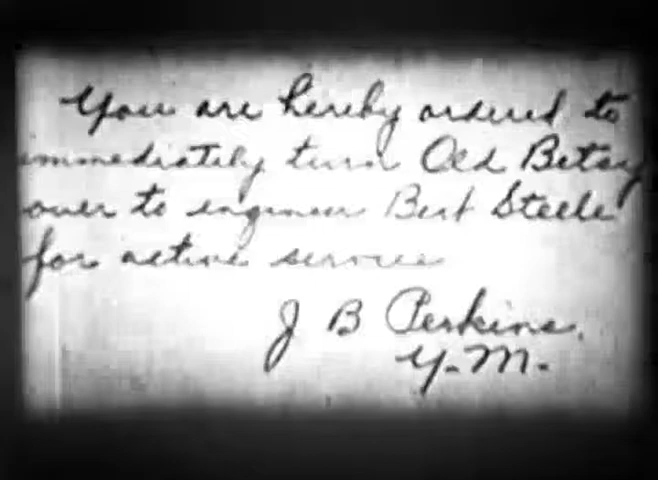 You are hereby ordered to
immediately turn Old Betsy
over to engineer Bert Steele
for active service
J B Perkins.
Y.M.